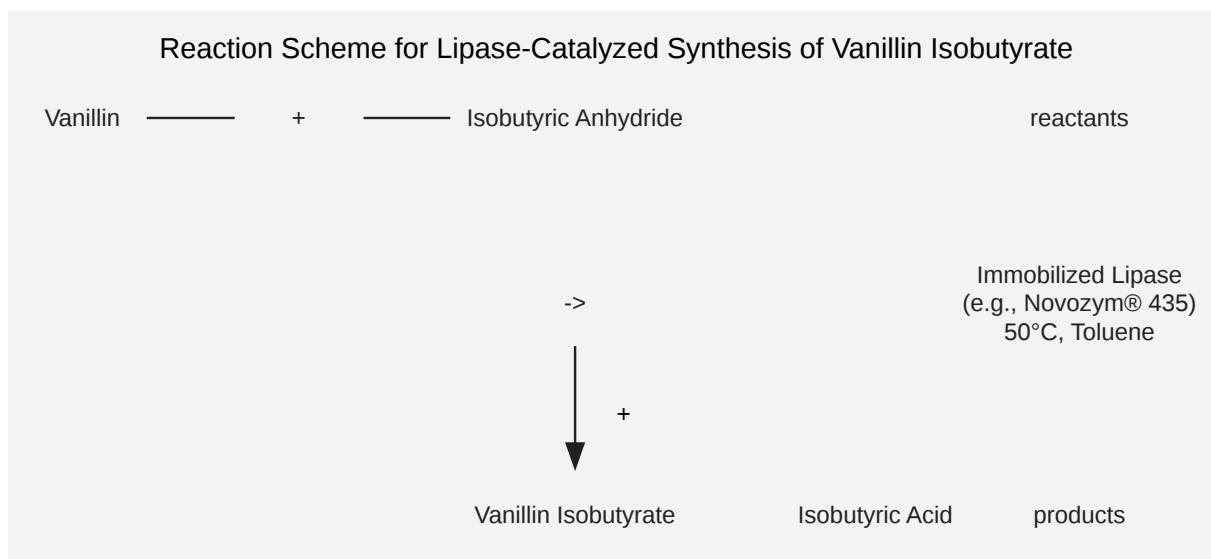 Reaction Scheme for Lipase-Catalyzed Synthesis of Vanillin Isobutyrate
Vanillin + Isobutyric Anhydride reactants
Immobilized Lipase
-> (e.g., Novozym® 435)
50°C, Toluene
+
Vanillin Isobutyrate Isobutyric Acid products